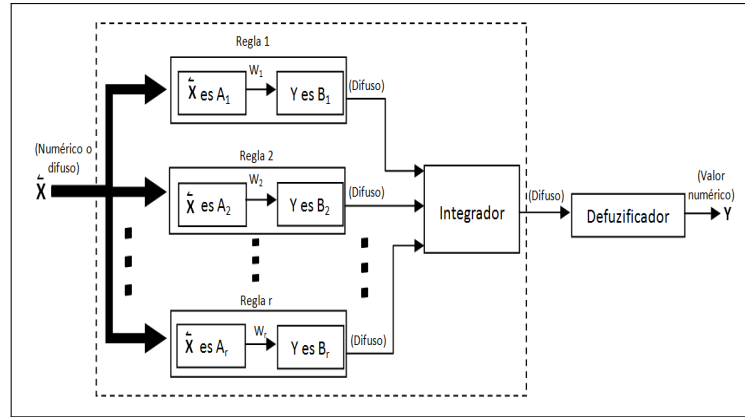 Regla 1
X es A1
W1
Y es B1
(Difuso)
(Numérico o
difuso)
X
Regla 2
X es A2
W2
Y es B2
(Difuso)
Integrador
(Difuso)
Defuzificador
(Valor
numérico)
Y
Regla r
X es Ar
Wr
Y es Br
(Difuso)